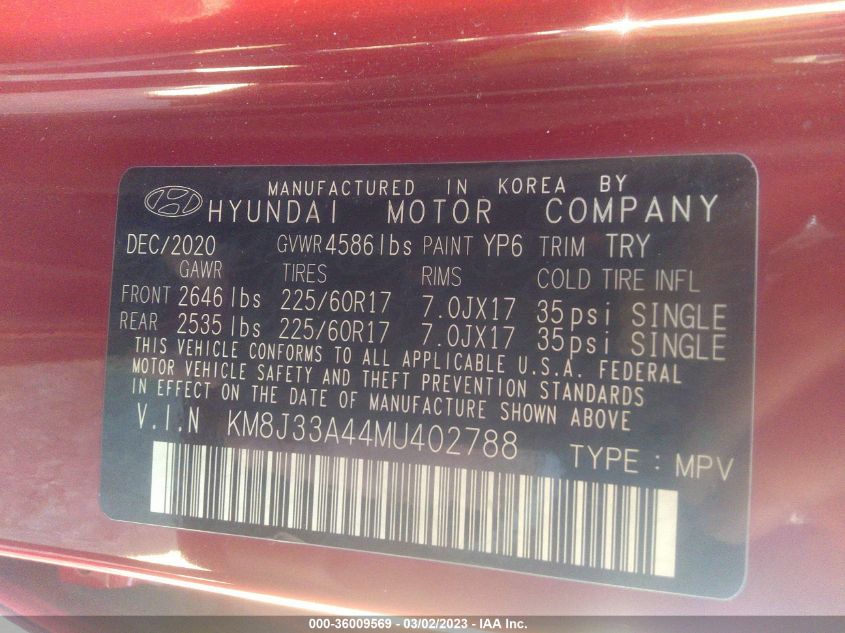 MANUFACTURED IN KOREA BY
HYUNDAI MOTOR COMPANY
DEC/2020 GVWR 4586 lbs PAINT YP6 TRIM TRY
GAWR TIRES RIMS COLD TIRE INFL
FRONT 2646 lbs 225/60R17 7.0JX17 35psi SINGLE
REAR 2535 lbs 225/60R17 7.0JX17 35psi SINGLE
THIS VEHICLE CONFORMS TO ALL APPLICABLE U.S.A. FEDERAL
MOTOR VEHICLE SAFETY AND THEFT PREVENTION STANDARDS
IN EFFECT ON THE DATE OF MANUFACTURE SHOWN ABOVE
V.I.N KM8J33A44MU402788 TYPE : MPV
000-36009569 - 03/02/2023 - IAA Inc.